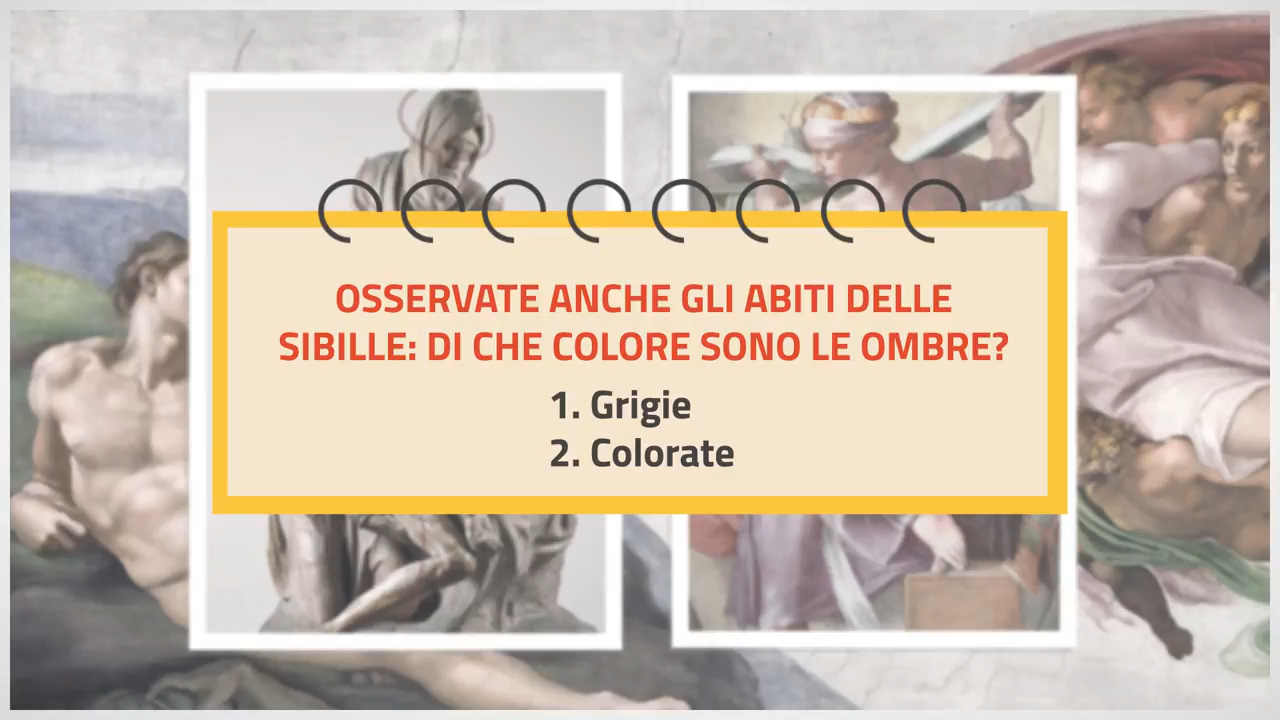 OSSERVATE ANCHE GLI ABITI DELLE
SIBILLE: DI CHE COLORE SONO LE OMBRE?
1. Grigie
2. Colorate